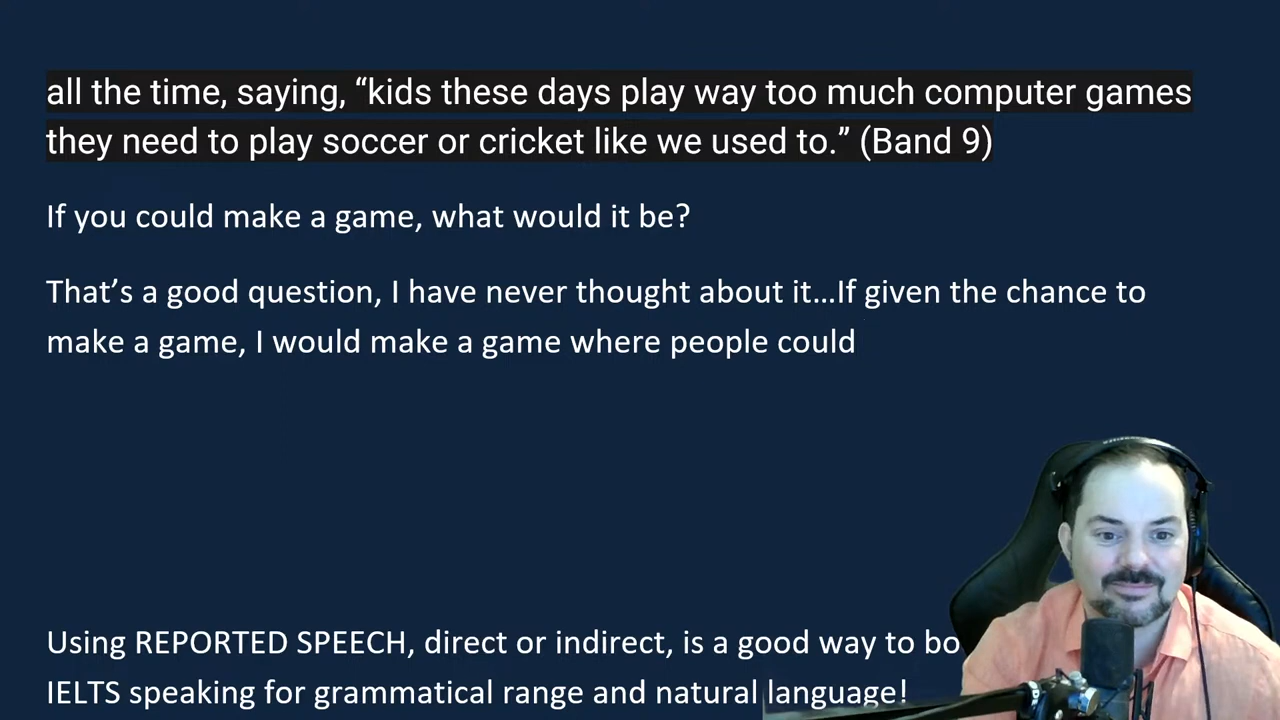 all the time, saying, “kids these days play way too much computer games
they need to play soccer or cricket like we used to.” (Band 9)
If you could make a game, what would it be?
That’s a good question, I have never thought about it…If given the chance to
make a game, I would make a game where people could
Using REPORTED SPEECH, direct or indirect, is a good way to
IELTS speaking for grammatical range and natural language!